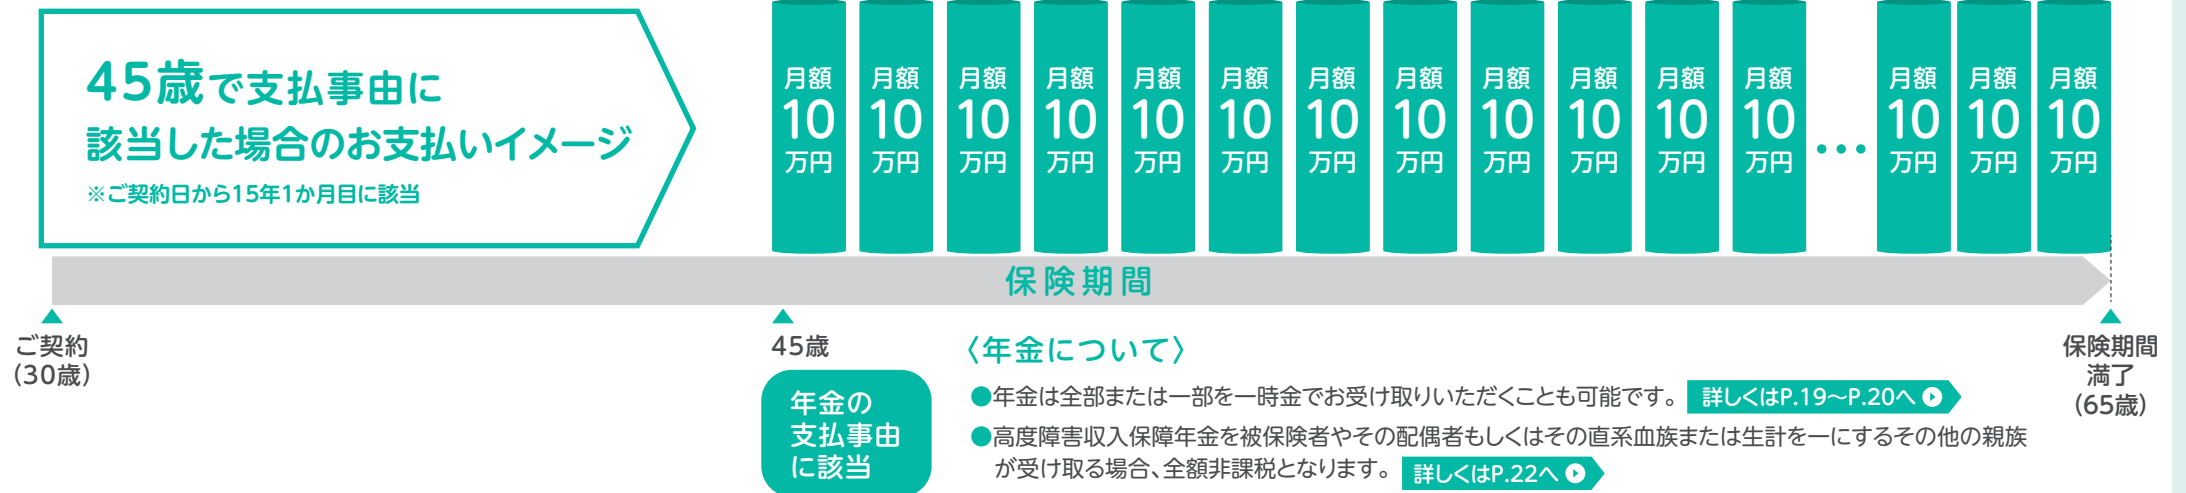 45歳で支払事由に
該当した場合のお支払いイメージ
※ご契約日から15年1か月目に該当
月額 月額 月額 月額 月額 月額 月額 月額 月額 月額 月額 月額 月額 月額 月額
10 10 10 10 10 10 10 10 10 10 10 10 10 10 10
万円 万円 万円 万円 万円 万円 万円 万円 万円 万円 万円 万円 … 万円 万円 万円
保険期間
ご契約
（30歳）
45歳
年金の
支払事由
に該当
〈年金について〉
●年金は全部または一部を一時金でお受け取りいただくことも可能です。 詳しくはP.19〜P.20へ
●高度障害収入保障年金を被保険者やその配偶者もしくはその直系血族または生計を一にするその他の親族
が受け取る場合、全額非課税となります。 詳しくはP.22へ
保険期間
満了
（65歳）